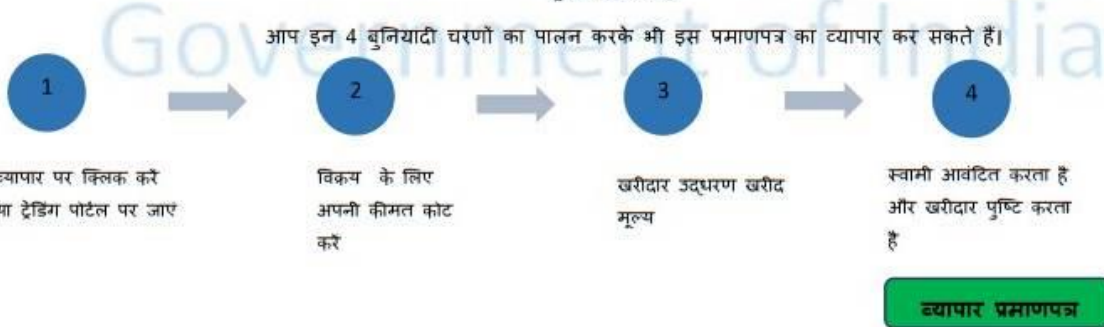 Government of India
आप इन 4 बुनियादी चरणों का पालन करके भी इस प्रमाणपत्र का व्यापार कर सकते हैं।
1
2
3
4
व्यापार पर क्लिक करें
या ट्रेडिंग पोर्टल पर जाएं
विक्रय के लिए
अपनी कीमत कोट
करें
खरीदार उद्धरण खरीद
मूल्य
स्वामी आवंटित करता है
और खरीदार पुष्टि करता
है
व्यापार प्रमाणपत्र